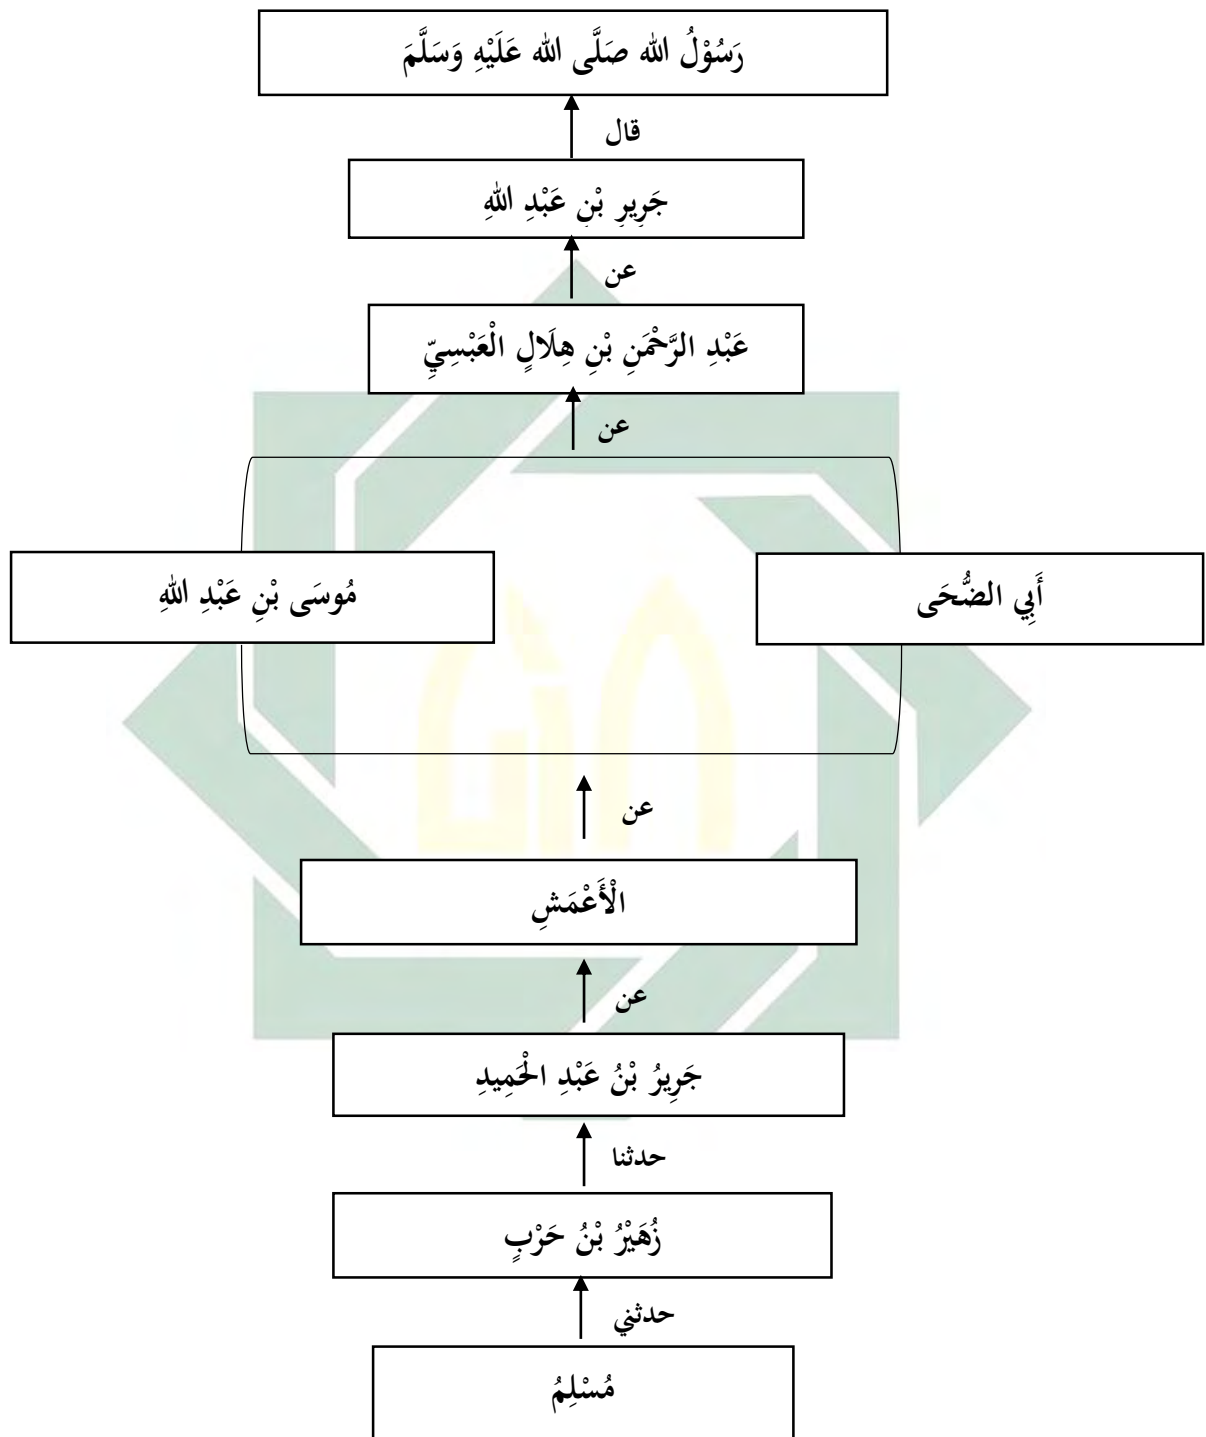 رَسُوْلُ الله صَلَّى الله عَلَيْهِ وَسَلَّمَ
قال
جَرِيرِ بْنِ عَبْدِ اللهِ
عن
عَبْدِ الرَّحْمَنِ بْنِ هِلَالٍ الْعَبْسِيِّ
عن
أَبِي الضُّحَى
مُوسَى بْنِ عَبْدِ اللهِ
عن
الْأَعْمَشِ
عن
جَرِيرُ بْنُ عَبْدِ الْحَمِيدِ
حدثنا
زُهَيْرُ بْنُ حَرْبٍ
حدثني
مُسْلِمُ